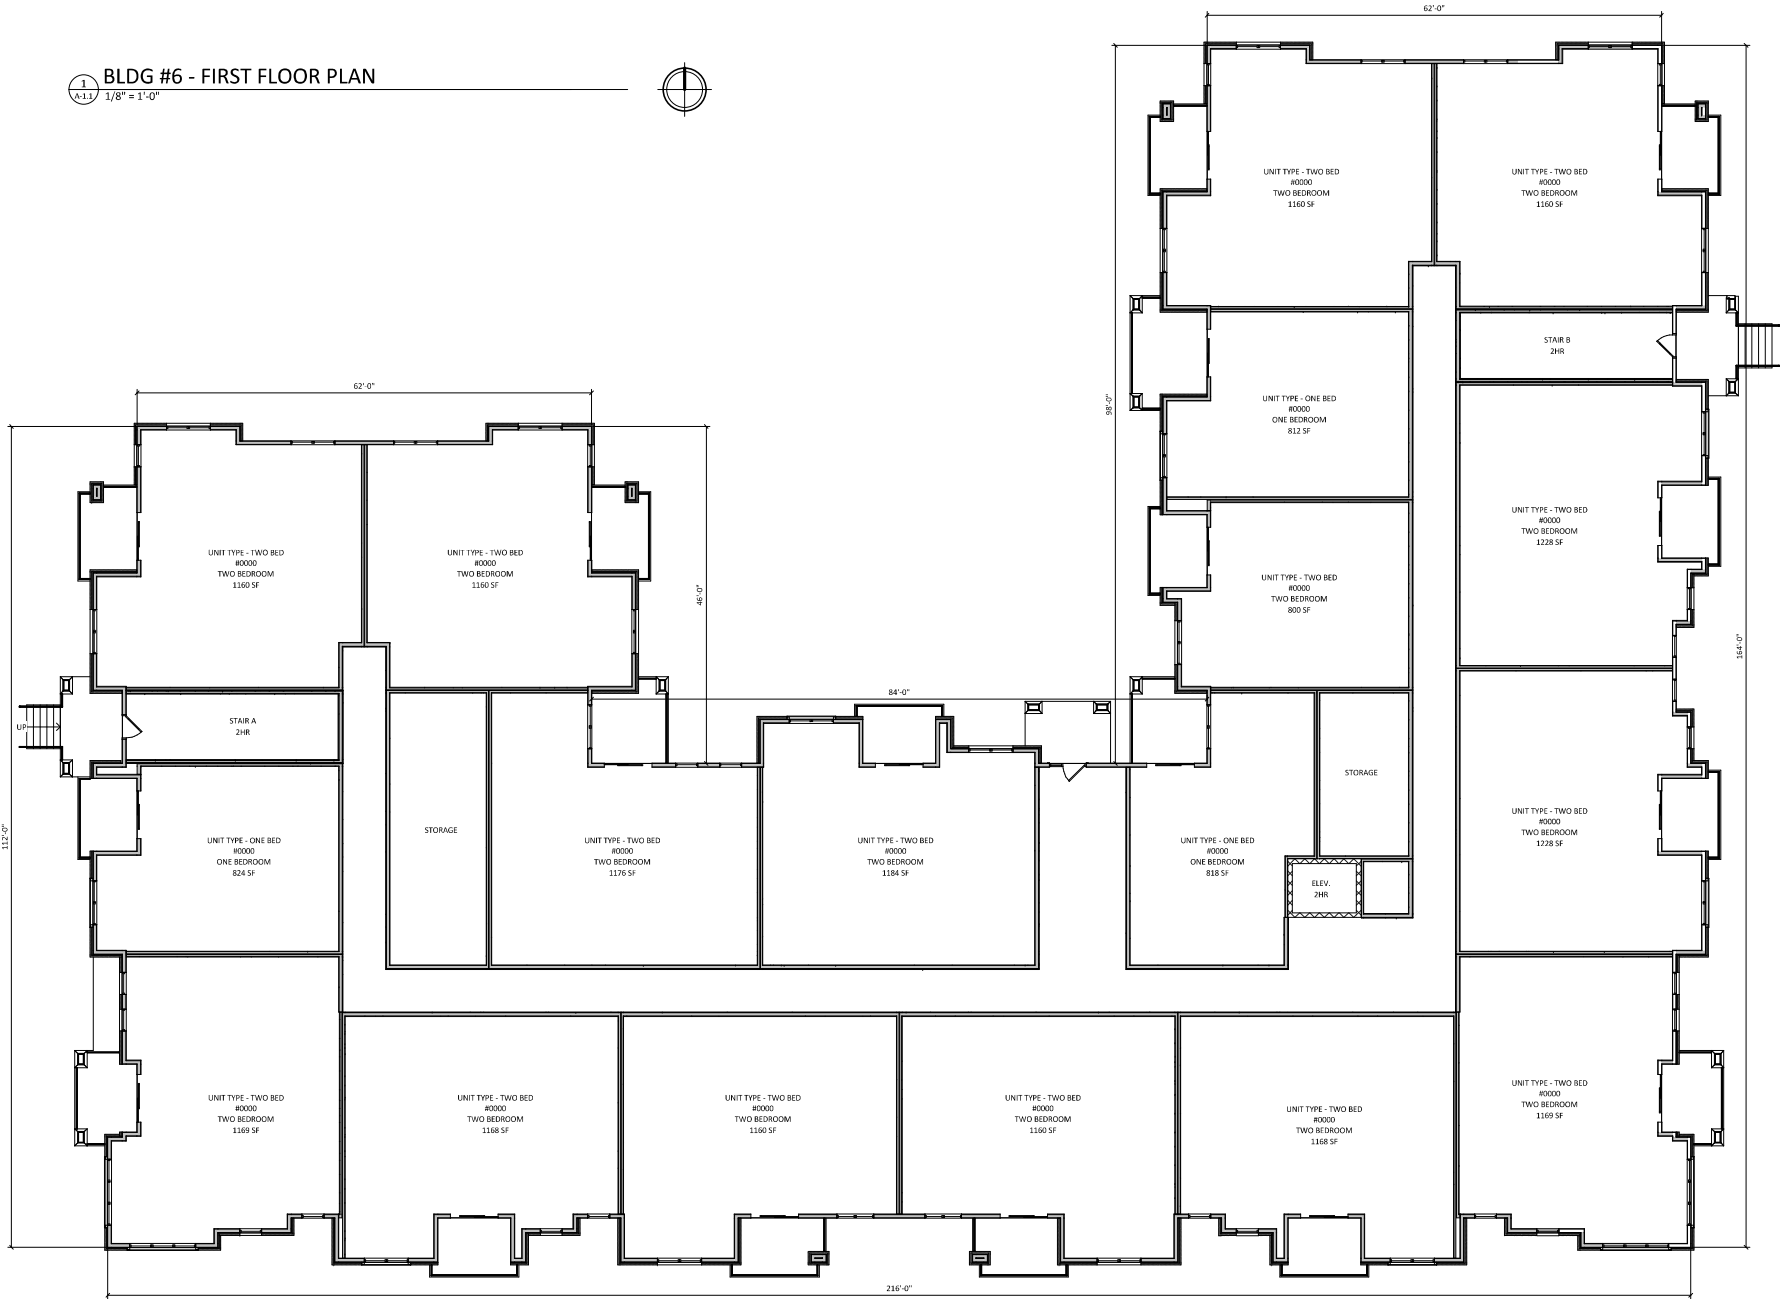 62'-0"
1
A-1.1
BLDG #6 - FIRST FLOOR PLAN
1/8" = 1'-0"
UNIT TYPE - TWO BED
#0000
TWO BEDROOM
1160 SF
UNIT TYPE - TWO BED
#0000
TWO BEDROOM
1160 SF
STAIR B
2HR
62'-0"
98'-0"
UNIT TYPE - ONE BED
#0000
ONE BEDROOM
812 SF
UNIT TYPE - TWO BED
#0000
TWO BEDROOM
1228 SF
UNIT TYPE - TWO BED
#0000
TWO BEDROOM
1160 SF
UNIT TYPE - TWO BED
#0000
TWO BEDROOM
1160 SF
46'-0"
UNIT TYPE - TWO BED
#0000
TWO BEDROOM
800 SF
164'-0"
84'-0"
UP
STAIR A
2HR
STORAGE
112'-0"
UNIT TYPE - ONE BED
#0000
ONE BEDROOM
824 SF
STORAGE
UNIT TYPE - TWO BED
#0000
TWO BEDROOM
1176 SF
UNIT TYPE - TWO BED
#0000
TWO BEDROOM
1184 SF
UNIT TYPE - ONE BED
#0000
ONE BEDROOM
818 SF
ELEV.
2HR
UNIT TYPE - TWO BED
#0000
TWO BEDROOM
1228 SF
UNIT TYPE - TWO BED
#0000
TWO BEDROOM
1169 SF
UNIT TYPE - TWO BED
#0000
TWO BEDROOM
1168 SF
UNIT TYPE - TWO BED
#0000
TWO BEDROOM
1160 SF
UNIT TYPE - TWO BED
#0000
TWO BEDROOM
1160 SF
UNIT TYPE - TWO BED
#0000
TWO BEDROOM
1168 SF
UNIT TYPE - TWO BED
#0000
TWO BEDROOM
1169 SF
216'-0"